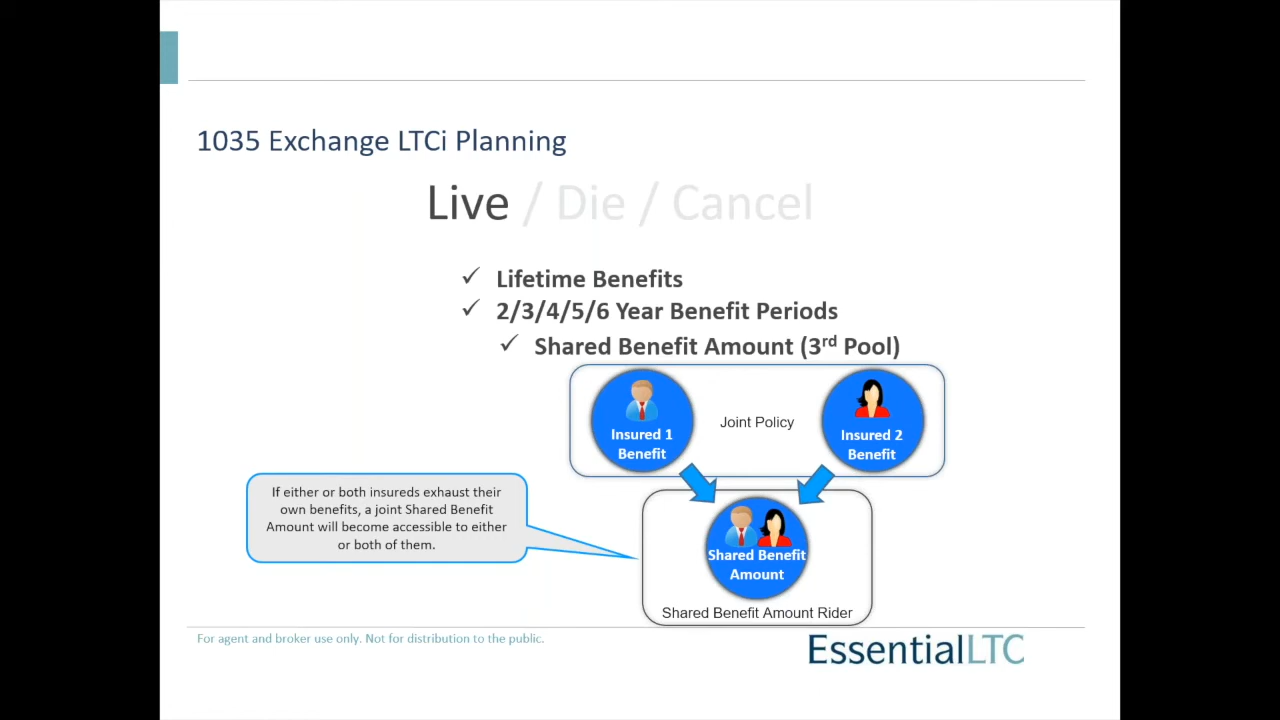 1035 Exchange LTCi Planning
Live / Die / Cancel
✓ Lifetime Benefits
✓ 2/3/4/5/6 Year Benefit Periods
✓ Shared Benefit Amount (3rd Pool)
Insured 1
Benefit
Joint Policy
Insured 2
Benefit
If either or both insureds exhaust their
own benefits, a joint Shared Benefit
Amount will become accessible to either
or both of them.
Shared Benefit
Amount
Shared Benefit Amount Rider
For agent and broker use only. Not for distribution to the public.
EssentialLTC